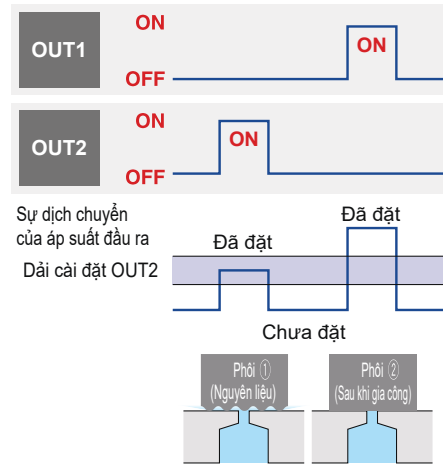 ON
OUT1
ON
OFF
ON
OUT2
ON
OFF
Sự dịch chuyển
của áp suất đầu ra
Đã đặt
Đã đặt
Dải cài đặt OUT2
Chưa đặt
Phôi ①
(Nguyên liệu)
Phôi ②
(Sau khi gia công)